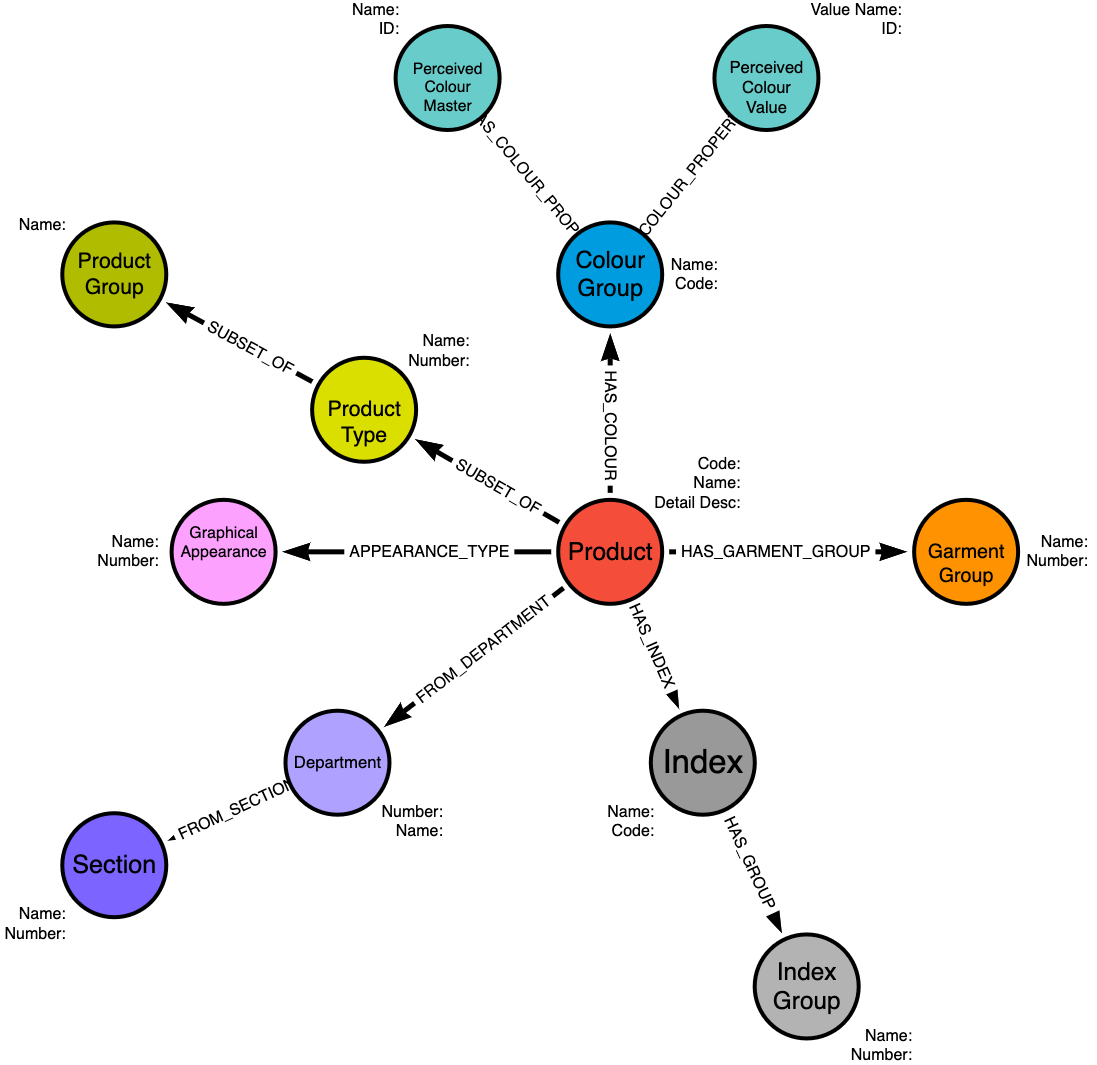 Name:
ID:
Value Name:
ID:
Perceived
Colour
Master
Perceived
Colour
Value
AS_COLOUR_PROP
COLOUR_PROPER
Name:
Product
Group
Colour
Group
Name:
Code:
SUBSET_OF
Name:
Number:
Product
Type
HAS_COLOUR
SUBSET_OF
Code:
Name:
Detail Desc:
Name:
Number:
Graphical
Appearance
APPEARANCE_TYPE
Product
HAS_GARMENT_GROUP
Garment
Group
Name:
Number:
FROM_DEPARTMENT
HAS_INDEX
Department
Index
FROM_SECTION
Number:
Name:
Name:
Code:
Section
HAS_GROUP
Name:
Number:
Index
Group
Name:
Number: